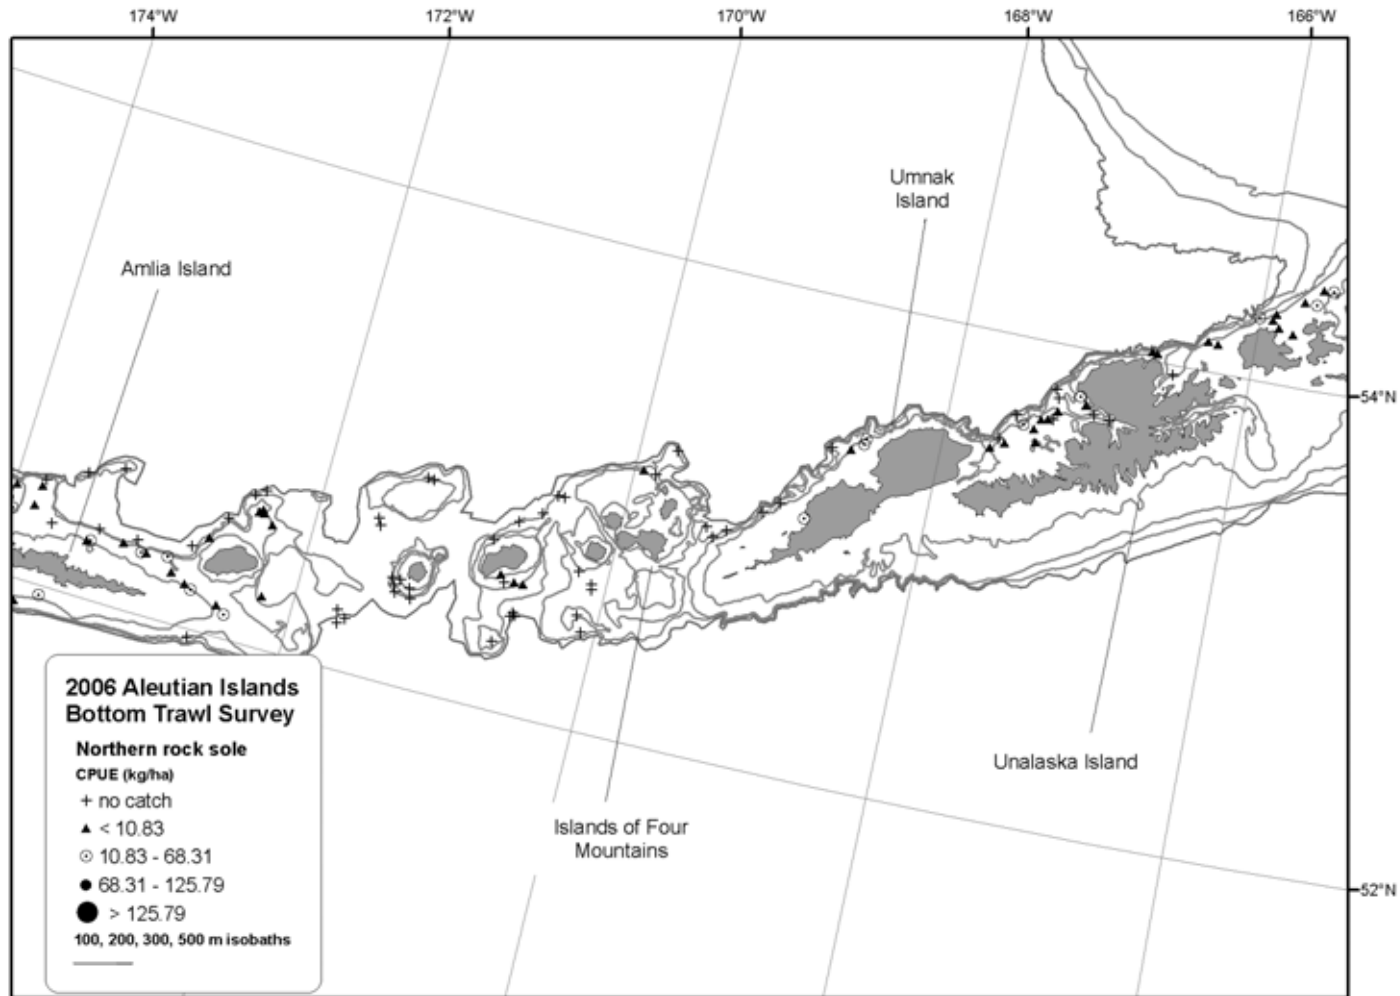 174°W
172°W
170°W
168°W
166°W
Umnak
Island
Amlia Island
54°N
2006 Aleutian Islands
Bottom Trawl Survey
Northern rock sole
CPUE (kg/ha)
+ no catch
▲ < 10.83
⊙ 10.83 - 68.31
● 68.31 - 125.79
● > 125.79
100, 200, 300, 500 m isobaths
Unalaska Island
Islands of Four
Mountains
52°N